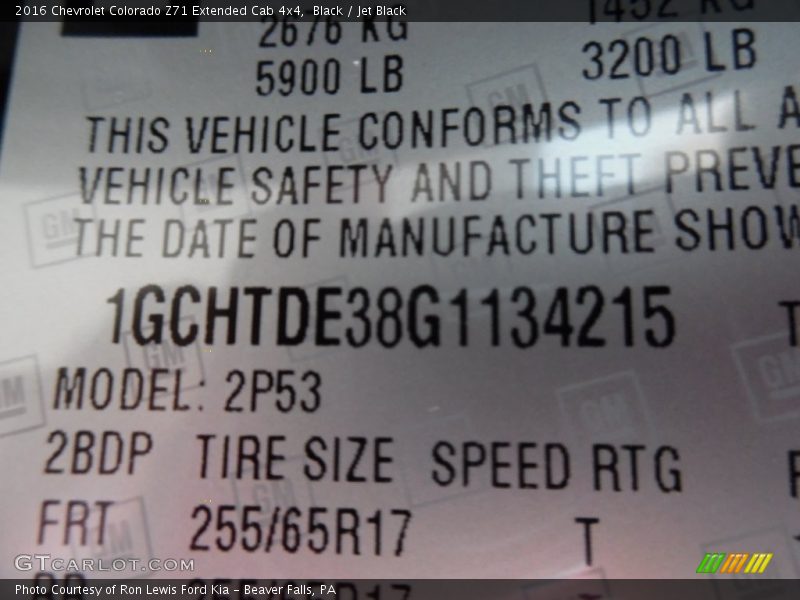 2016 Chevrolet Colorado Z71 Extended Cab 4x4, Black / Jet Black
2676 KG 1452 KG
5900 LB 3200 LB
THIS VEHICLE CONFORMS TO ALL A
VEHICLE SAFETY AND THEFT PREVE
THE DATE OF MANUFACTURE SHOW
1GCHTDE38G1134215 T
MODEL: 2P53
2BDP TIRE SIZE SPEED RTG
FRT 255/65R17 T
GTCARLOT.COM
Photo Courtesy of Ron Lewis Ford Kia - Beaver Falls, PA